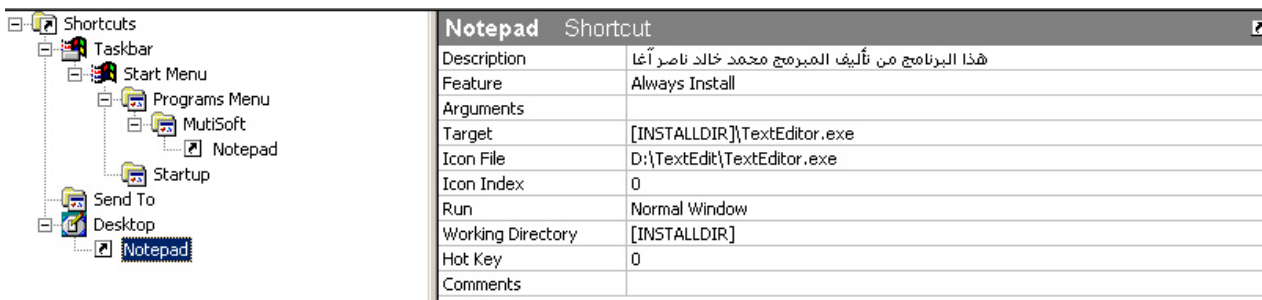 Shortcuts
Taskbar
Start Menu
Programs Menu
MutiSoft
Notepad
Startup
Send To
Desktop
Notepad
Notepad Shortcut
Description هذا البرنامج من تأليف المبرمج محمد خالد ناصر آغا
Feature Always Install
Arguments
Target [INSTALLDIR]\TextEditor.exe
Icon File D:\TextEdit\TextEditor.exe
Icon Index 0
Run Normal Window
Working Directory [INSTALLDIR]
Hot Key 0
Comments